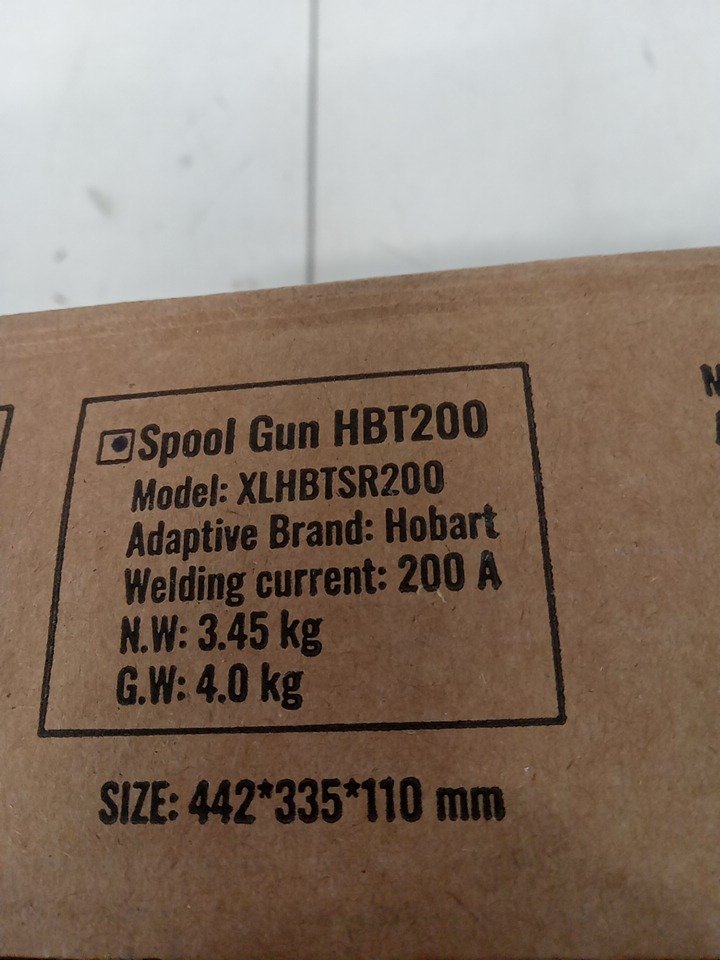 Spool Gun HBT200
Model: XLHBTSR200
Adaptive Brand: Hobart
Welding current: 200 A
N.W: 3.45 kg
G.W: 4.0 kg
SIZE: 442*335*110 mm